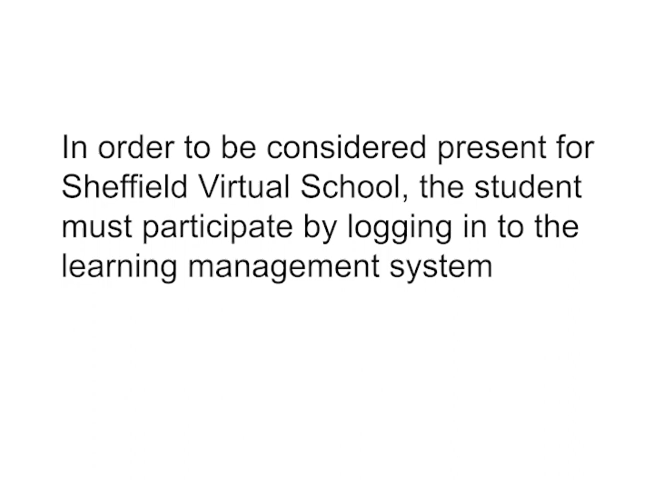 In order to be considered present for
Sheffield Virtual School, the student
must participate by logging in to the
learning management system